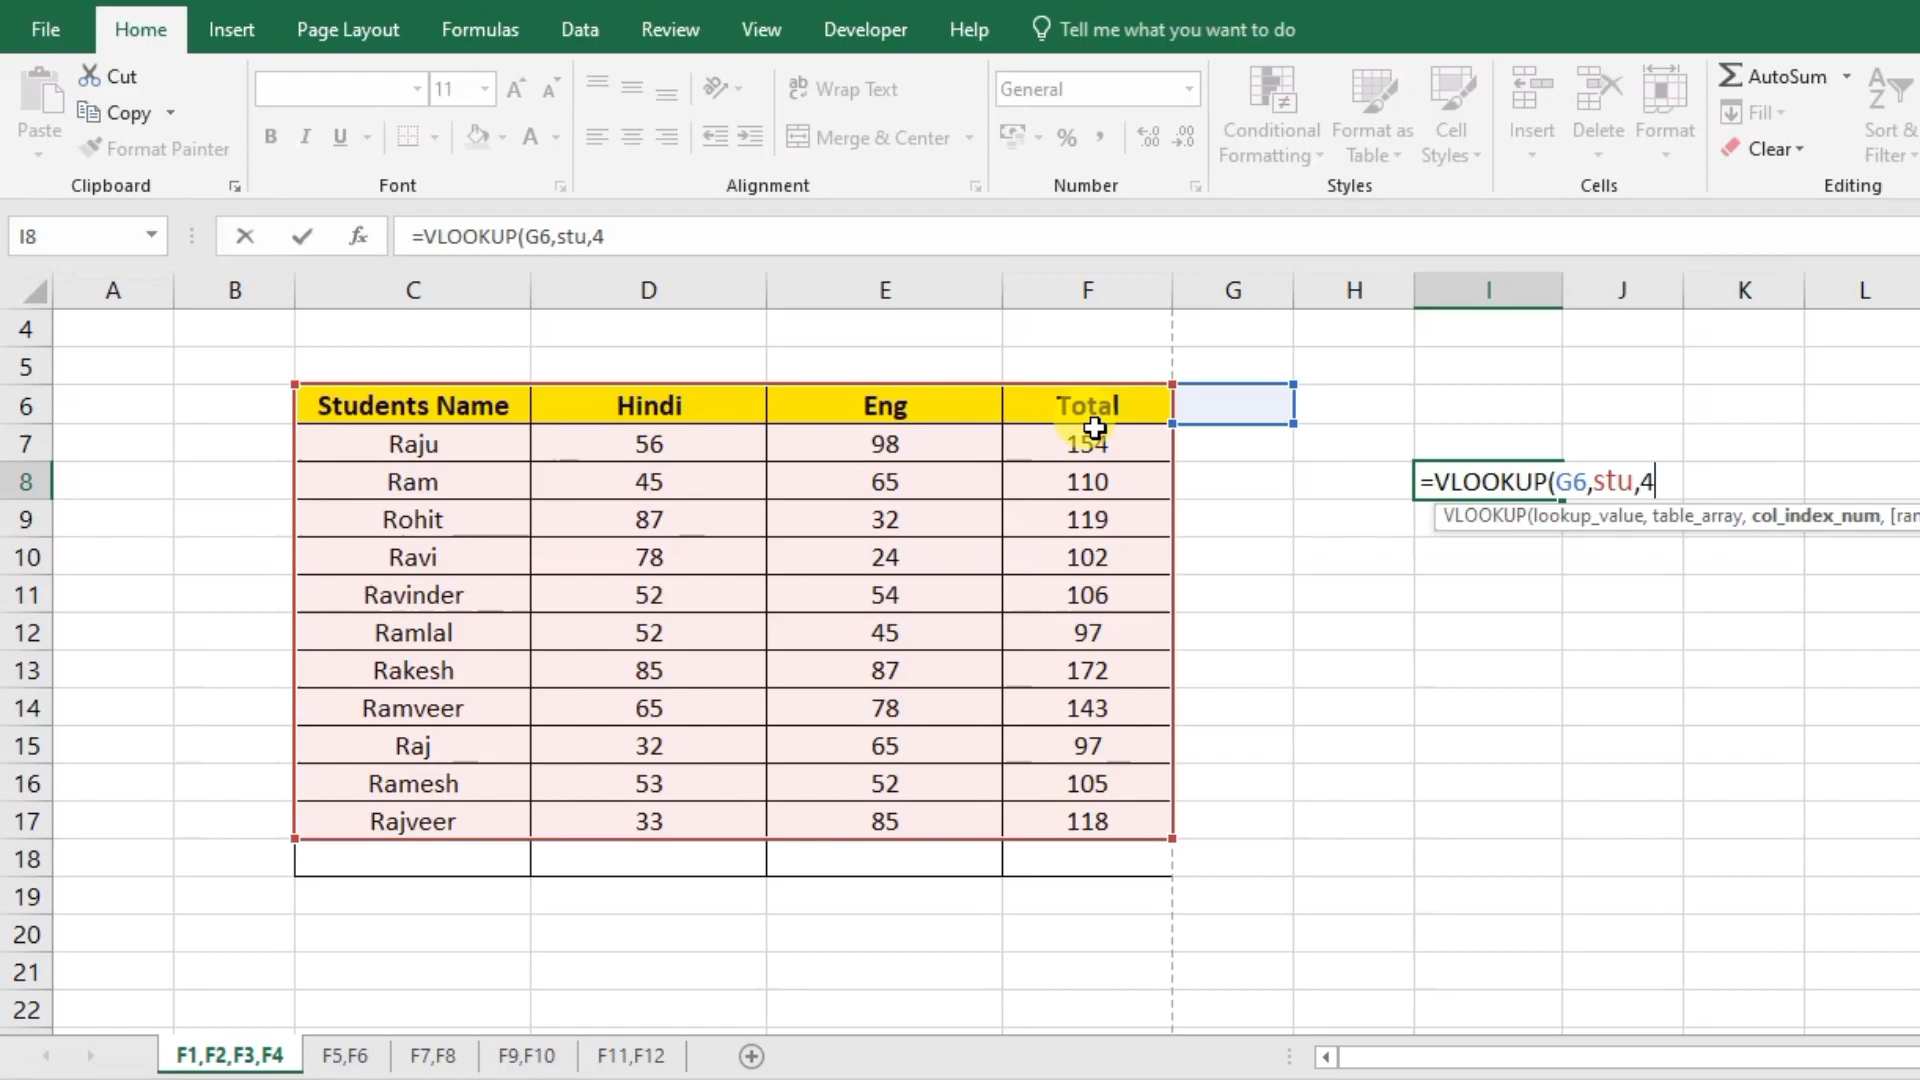 File Home Insert Page Layout Formulas Data Review View Developer Help Tell me what you want to do
Paste Cut Copy Format Painter
Clipboard
11
B I U A
Font
ab Wrap Text
Merge & Center
Alignment
General
% ,
Number
Conditional Formatting
Format as Table
Cell Styles
Styles
Insert Delete Format
Cells
AutoSum
Fill
Clear
Sort &
Filter
Editing
I8 fx =VLOOKUP(G6,stu,4
A B C D E F G H I J K L
4
5
6 Students Name Hindi Eng Total
7 Raju 56 98 154
8 Ram 45 65 110 =VLOOKUP(G6,stu,4
VLOOKUP(lookup_value, table_array, col_index_num, [ran
9 Rohit 87 32 119
10 Ravi 78 24 102
11 Ravinder 52 54 106
12 Ramlal 52 45 97
13 Rakesh 85 87 172
14 Ramveer 65 78 143
15 Raj 32 65 97
16 Ramesh 53 52 105
17 Rajveer 33 85 118
18
19
20
21
22
F1,F2,F3,F4 F5,F6 F7,F8 F9,F10 F11,F12